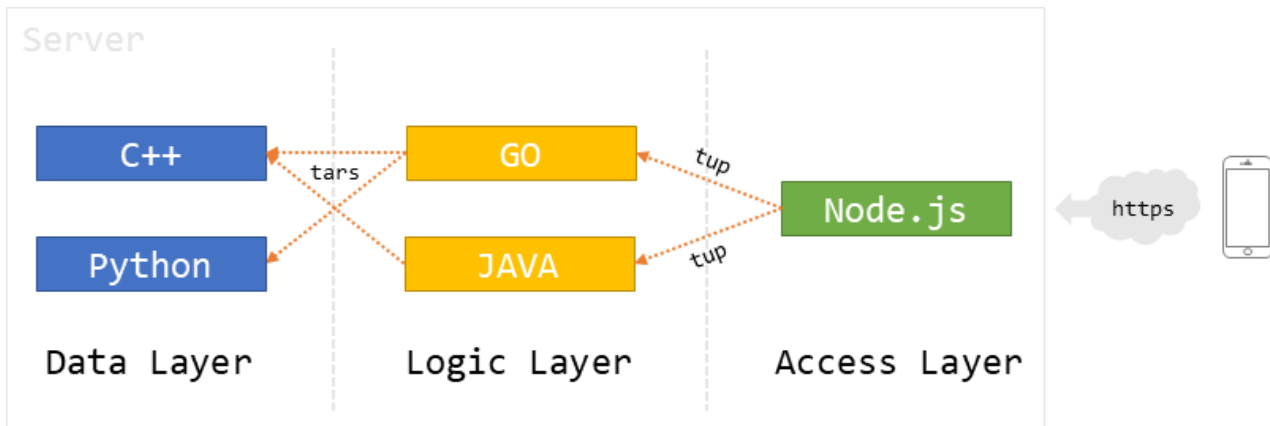 Server
C++
GO
tup
tars
Node.js
https
Python
JAVA
tup
Data Layer
Logic Layer
Access Layer